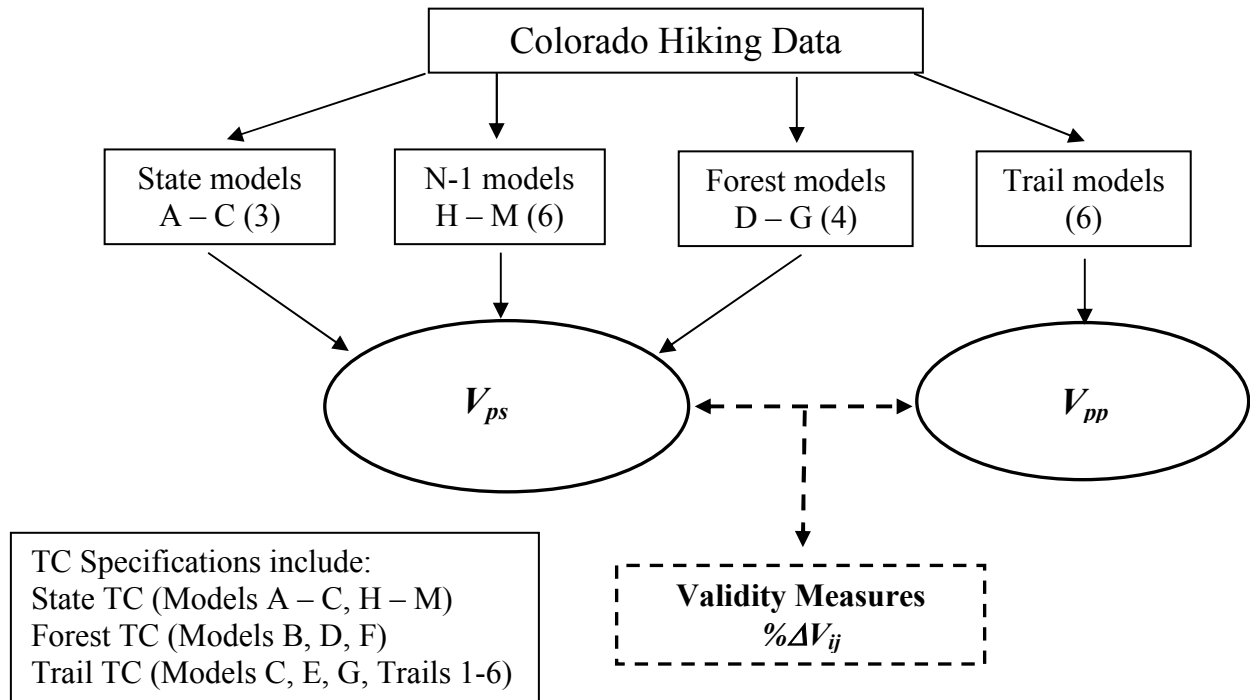 Colorado Hiking Data
State models
A – C (3)
N-1 models
H – M (6)
Forest models
D – G (4)
Trail models
(6)
V_ps
V_pp
TC Specifications include:
State TC (Models A – C, H – M)
Forest TC (Models B, D, F)
Trail TC (Models C, E, G, Trails 1-6)
Validity Measures
%ΔV_ij